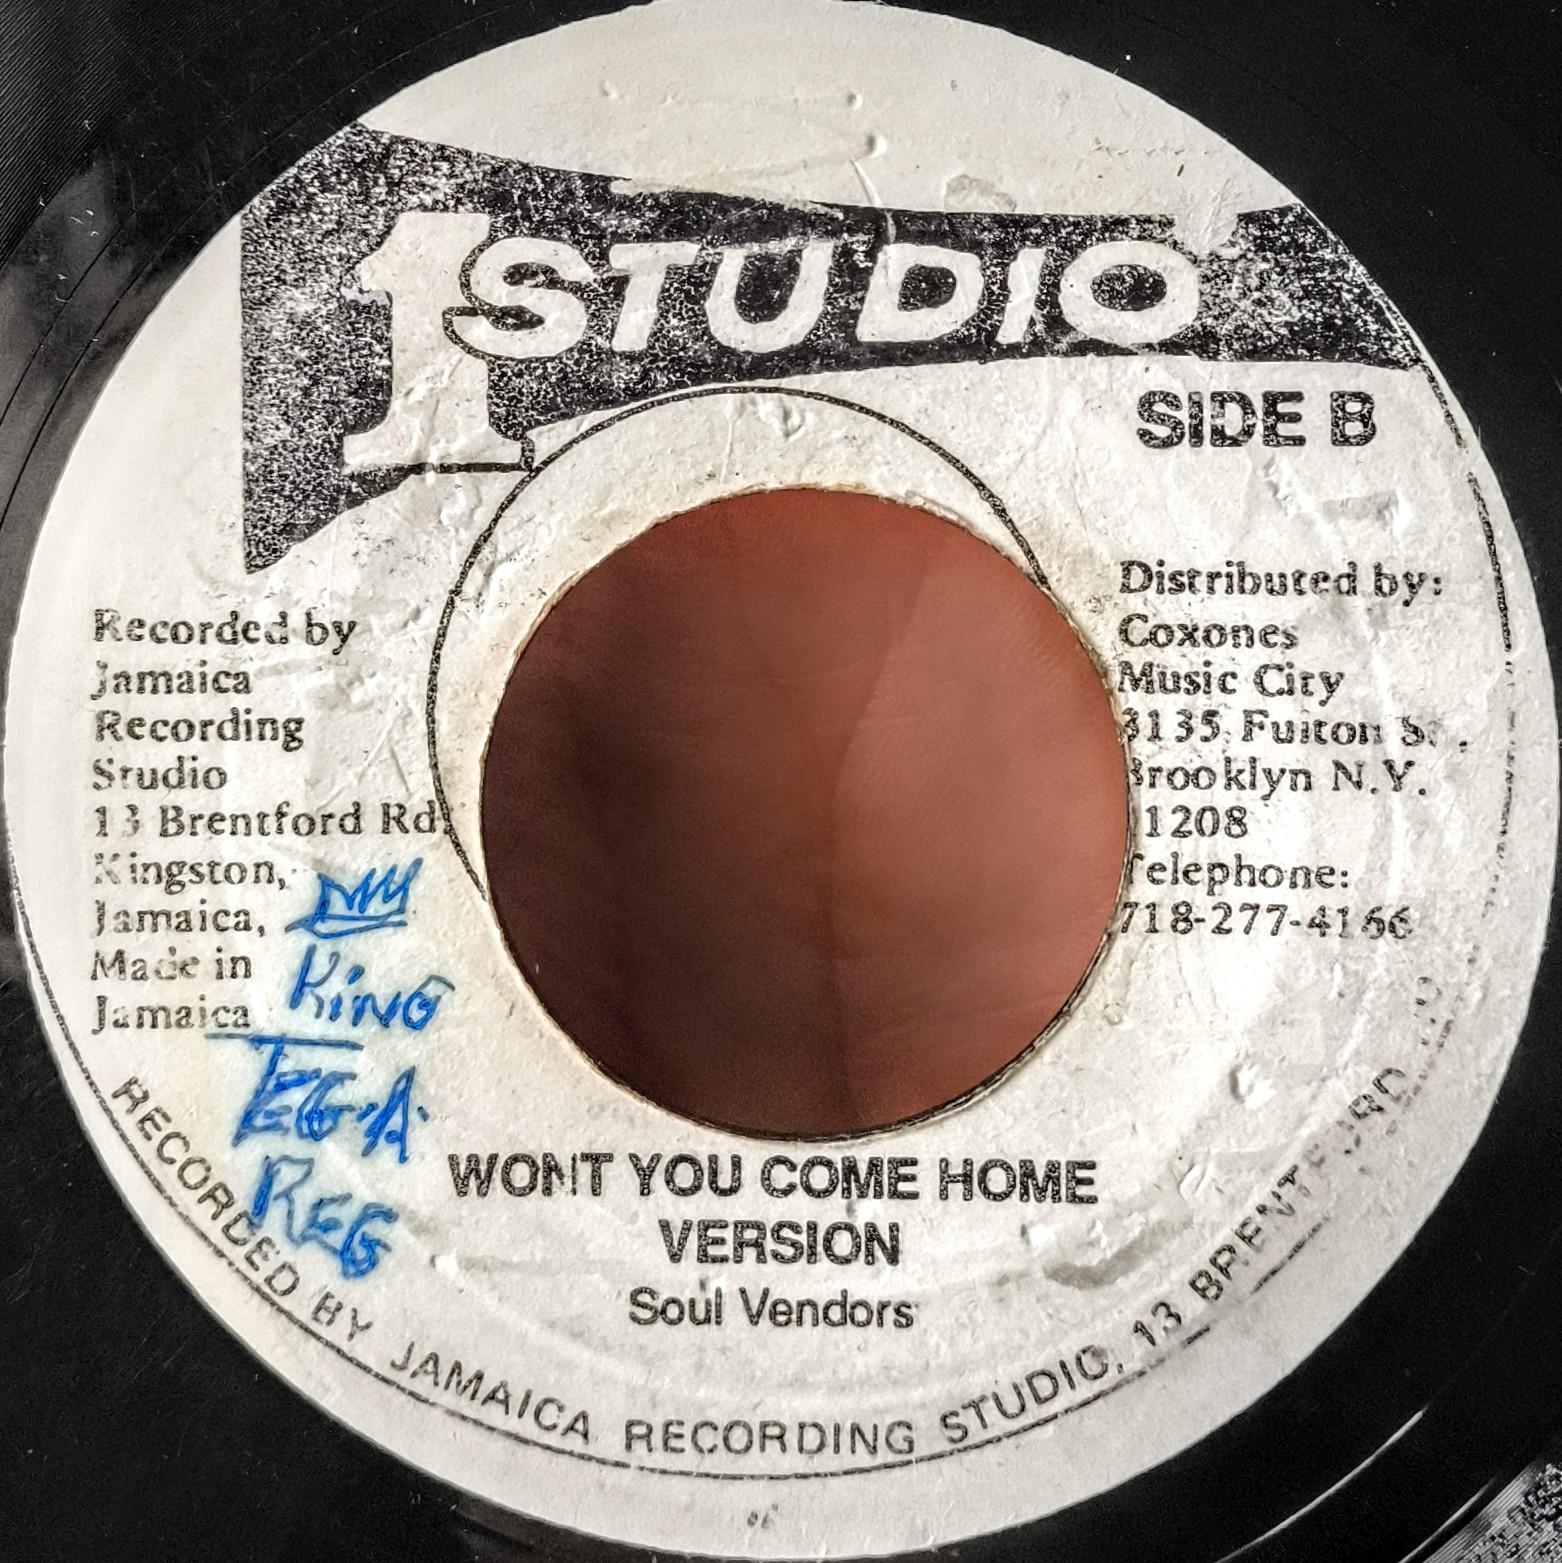 1 STUDIO
SIDE B
Recorded by
Jamaica
Recording
Studio
13 Brentford Rd.
Kingston,
Jamaica,
Made in
Jamaica
Distributed by:
Coxones
Music City
3135 Fulton St.,
Brooklyn N.Y.
11208
Telephone:
718-277-4166
KING
REG
WONT YOU COME HOME
VERSION
Soul Vendors
RECORDED BY JAMAICA RECORDING STUDIO, 13 BRENTFORD RD